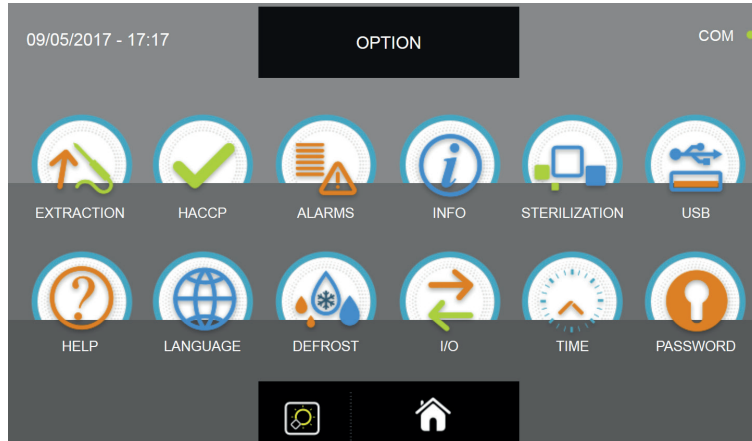 09/05/2017 - 17:17
OPTION
COM
EXTRACTION
HACCP
ALARMS
INFO
STERILIZATION
USB
HELP
LANGUAGE
DEFROST
I/O
TIME
PASSWORD